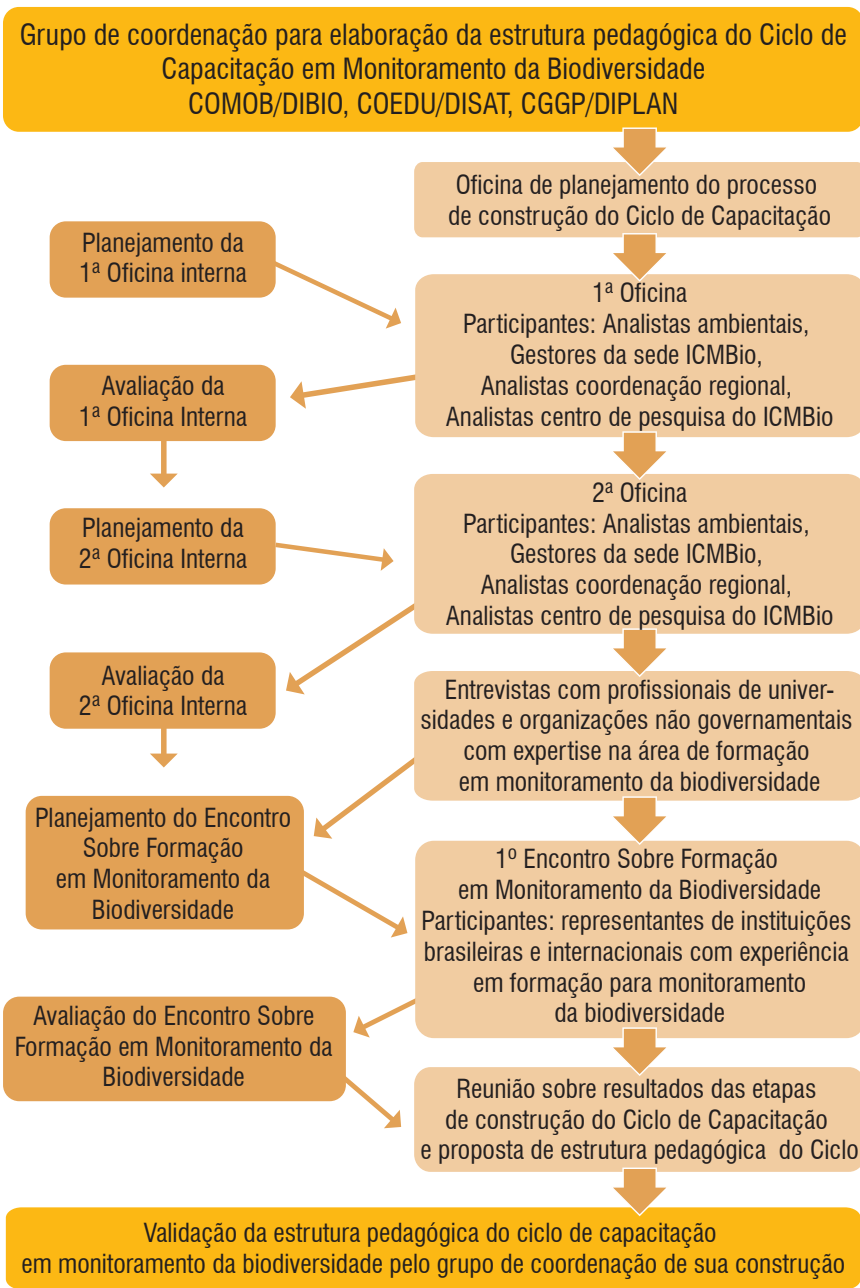 Grupo de coordenação para elaboração da estrutura pedagógica do Ciclo de
Capacitação em Monitoramento da Biodiversidade
COMOB/DIBIO, COEDU/DISAT, CGGP/DIPLAN
Oficina de planejamento do processo
de construção do Ciclo de Capacitação
Planejamento da
1ª Oficina interna
1ª Oficina
Participantes: Analistas ambientais,
Gestores da sede ICMBio,
Analistas coordenação regional,
Analistas centro de pesquisa do ICMBio
Avaliação da
1ª Oficina Interna
Planejamento da
2ª Oficina Interna
2ª Oficina
Participantes: Analistas ambientais,
Gestores da sede ICMBio,
Analistas coordenação regional,
Analistas centro de pesquisa do ICMBio
Avaliação da
2ª Oficina Interna
Entrevistas com profissionais de univer-
sidades e organizações não governamentais
com expertise na área de formação
em monitoramento da biodiversidade
Planejamento do Encontro
Sobre Formação
em Monitoramento da
Biodiversidade
1º Encontro Sobre Formação
em Monitoramento da Biodiversidade
Participantes: representantes de instituições
brasileiras e internacionais com experiência
em formação para monitoramento
da biodiversidade
Avaliação do Encontro Sobre
Formação em Monitoramento da
Biodiversidade
Reunião sobre resultados das etapas
de construção do Ciclo de Capacitação
e proposta de estrutura pedagógica do Ciclo
Validação da estrutura pedagógica do ciclo de capacitação
em monitoramento da biodiversidade pelo grupo de coordenação de sua construção